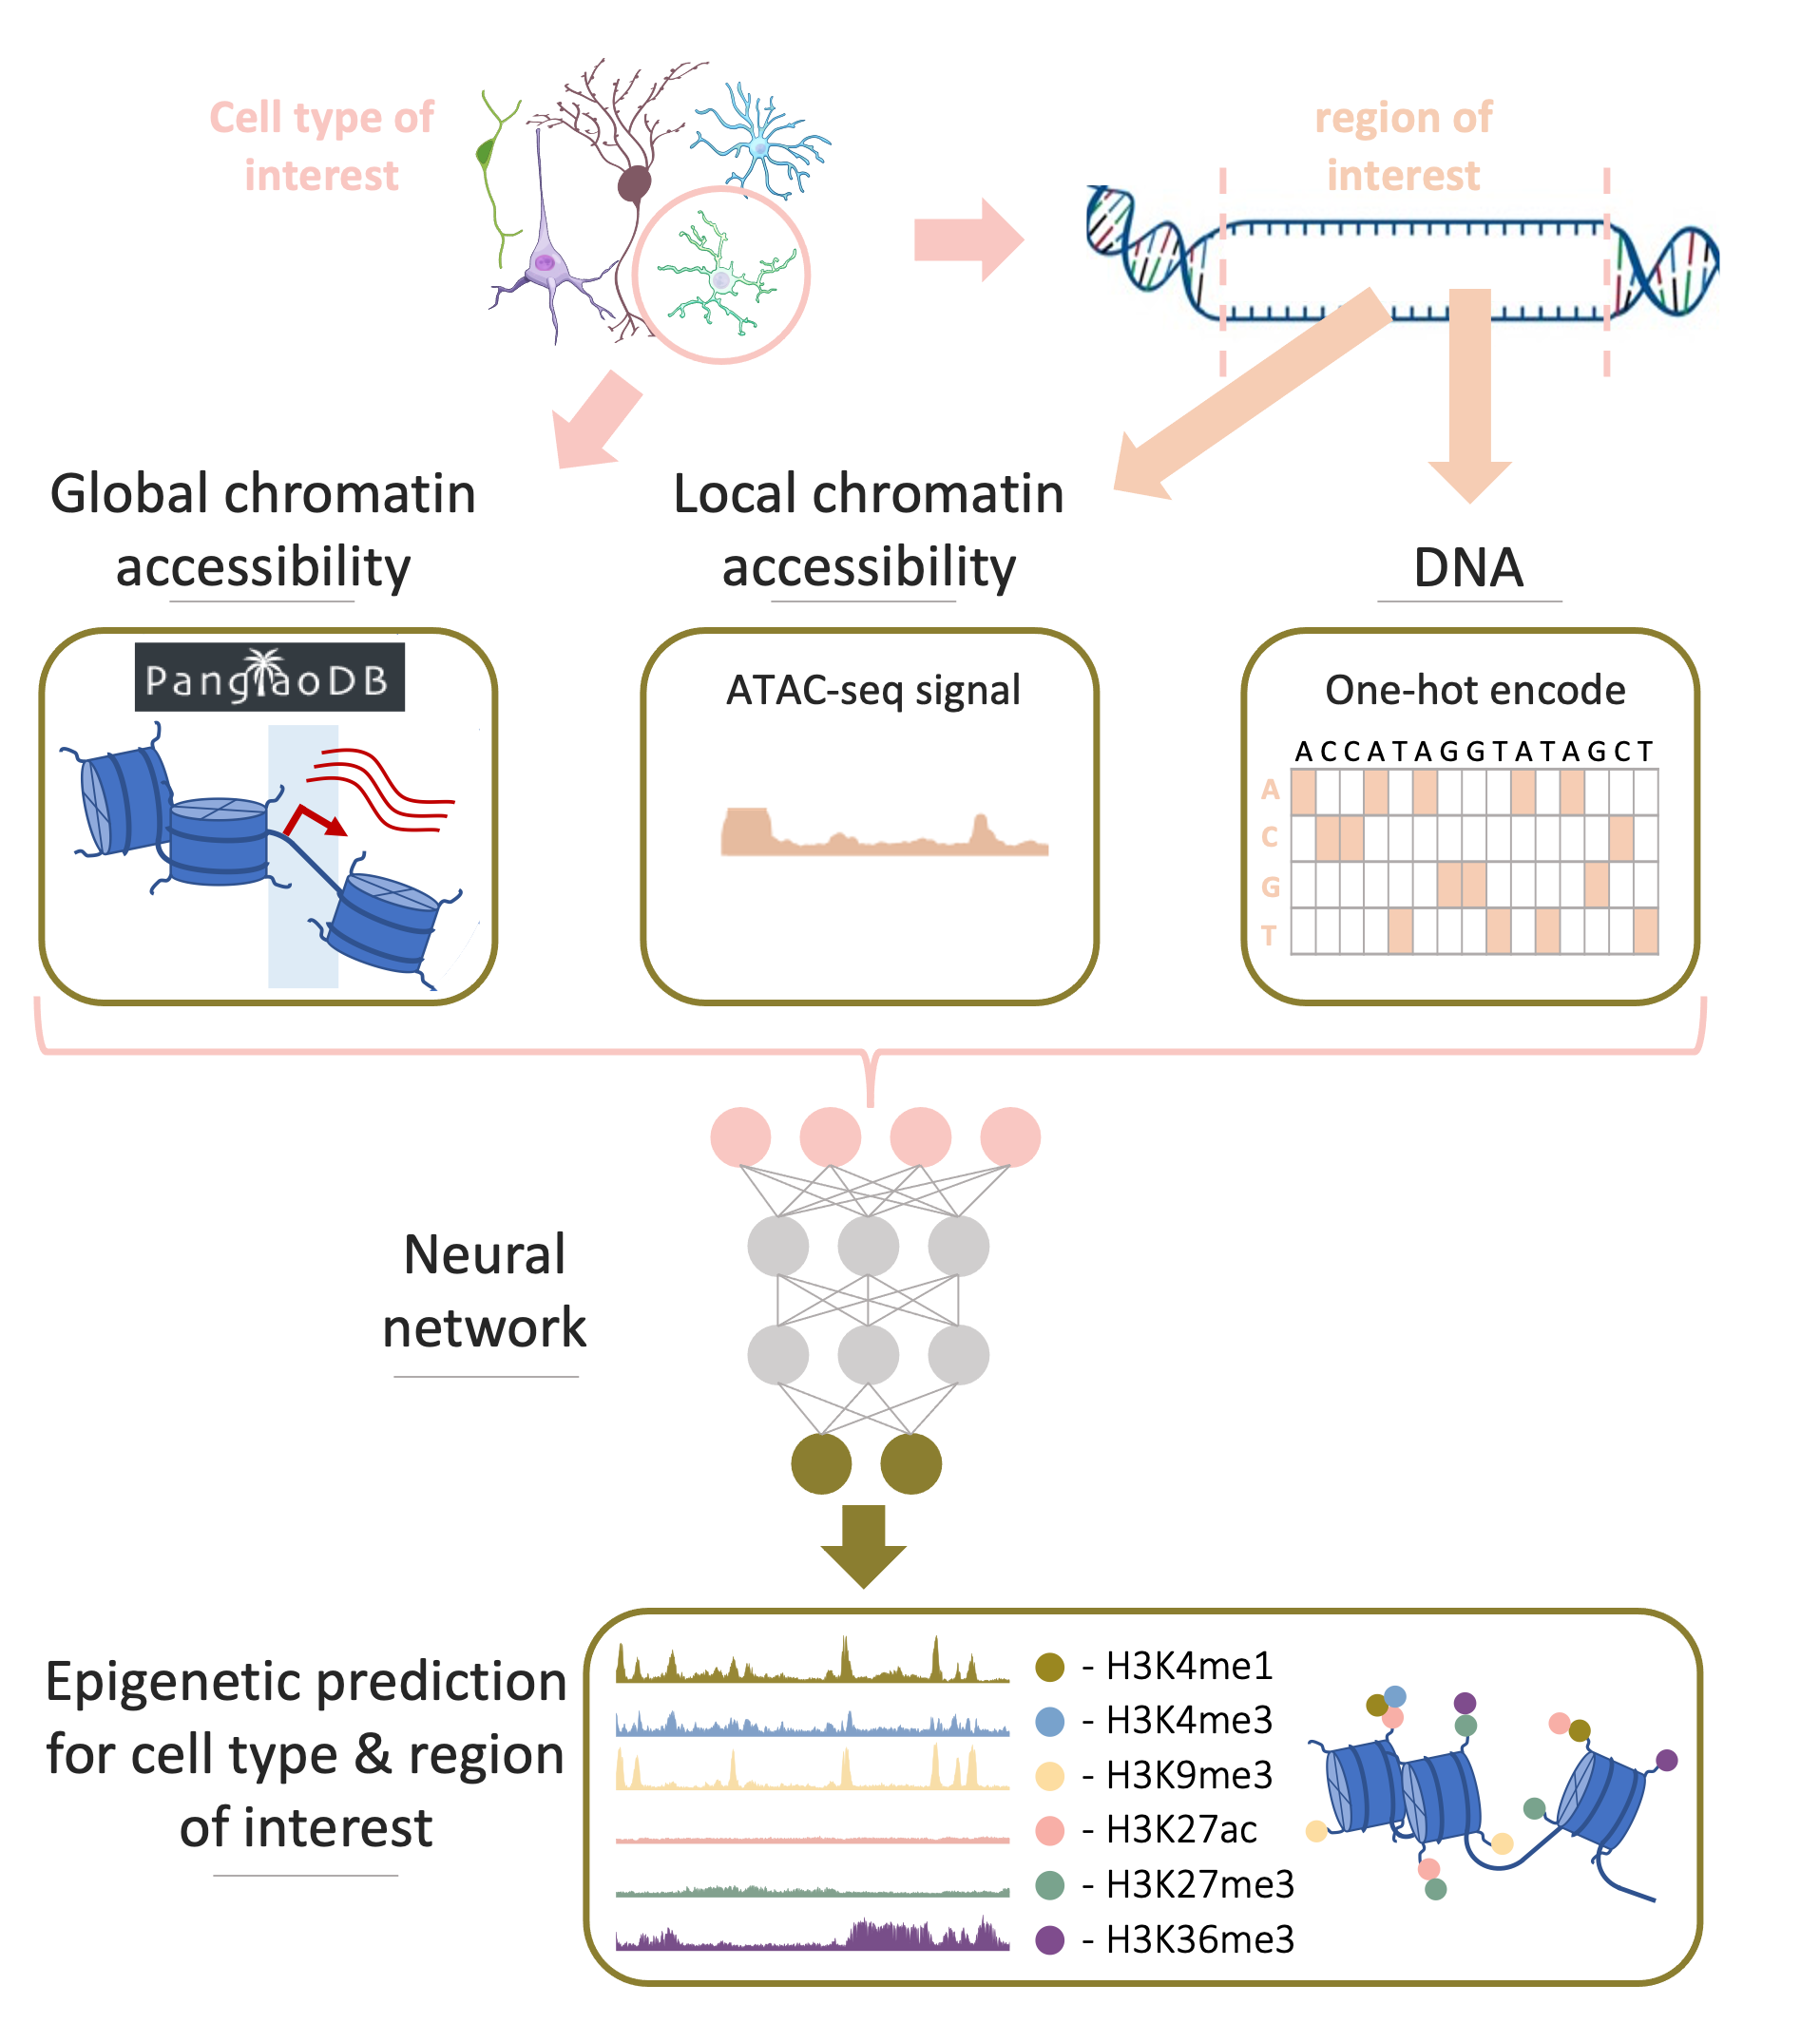 Cell type of
interest
region of
interest
Global chromatin
accessibility
Local chromatin
accessibility
DNA
PanglaoDB
ATAC-seq signal
One-hot encode
A C C A T A G G T A T A G C T
A
C
G
T
Neural
network
Epigenetic prediction
for cell type & region
of interest
- H3K4me1
- H3K4me3
- H3K9me3
- H3K27ac
- H3K27me3
- H3K36me3